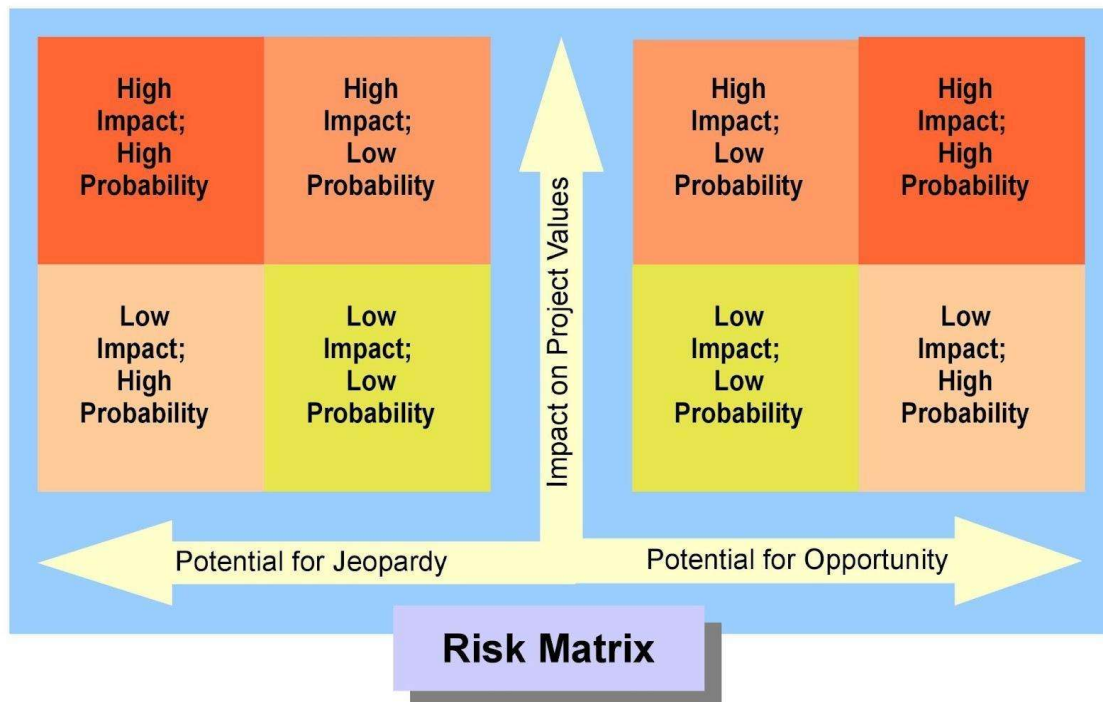 High
Impact;
High
Probability
High
Impact;
Low
Probability
Low
Impact;
High
Probability
Low
Impact;
Low
Probability
Impact on Project Values
High
Impact;
Low
Probability
High
Impact;
High
Probability
Low
Impact;
Low
Probability
Low
Impact;
High
Probability
Potential for Jeopardy
Potential for Opportunity
Risk Matrix